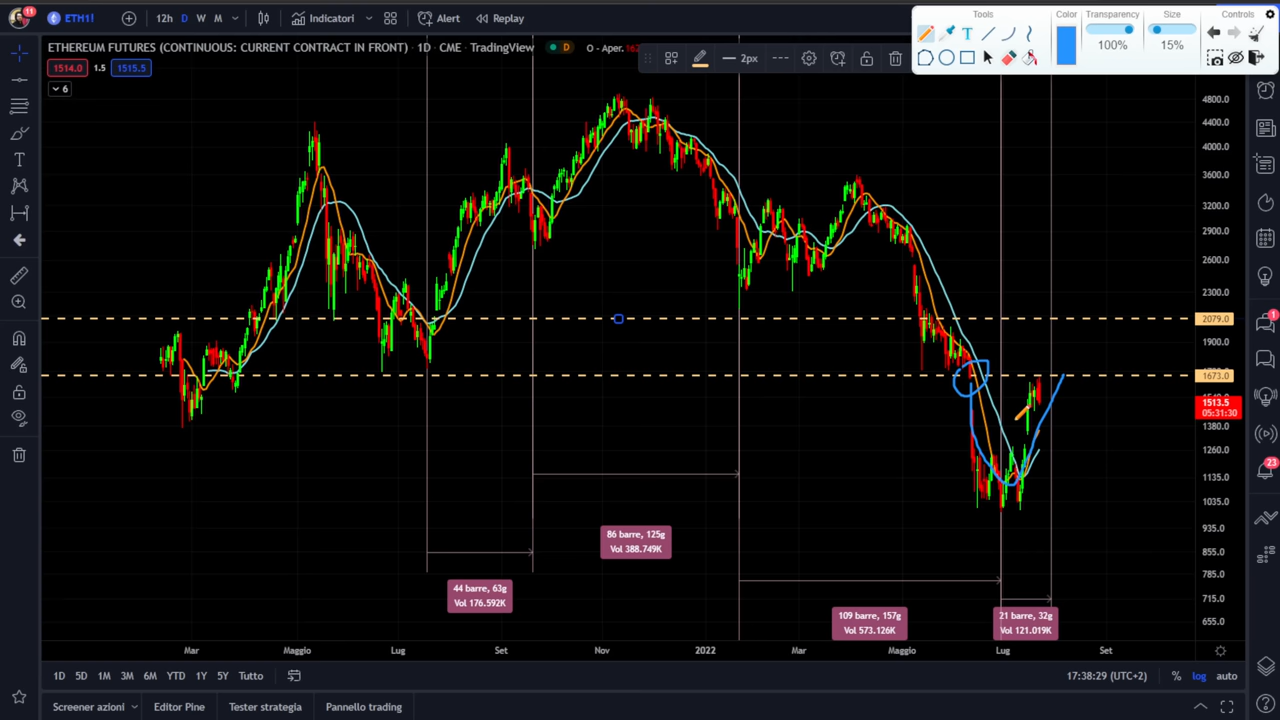 11
ETH1!
12h
D
W
M
Indicatori
Alert
Replay
Tools
Color
Transparency
Size
Controls
100%
15%
ETHEREUM FUTURES (CONTINUOUS: CURRENT CONTRACT IN FRONT) · 1D · CME · TradingView
D
O - Aper.
2px
1514.0
1.5
1515.5
6
4800.0
4400.0
4000.0
3600.0
3200.0
2900.0
2600.0
2300.0
2079.0
1900.0
1673.0
1513.5
05:31:30
1380.0
1260.0
1135.0
1035.0
935.0
855.0
785.0
715.0
655.0
1
23
86 barre, 125g
Vol 388.749K
44 barre, 63g
Vol 176.592K
109 barre, 157g
Vol 573.126K
21 barre, 32g
Vol 121.019K
Mar
Maggio
Lug
Set
Nov
2022
Mar
Maggio
Lug
Set
1D
5D
1M
3M
6M
YTD
1Y
5Y
Tutto
17:38:29 (UTC+2)
%
log
auto
Screener azioni
Editor Pine
Tester strategia
Pannello trading